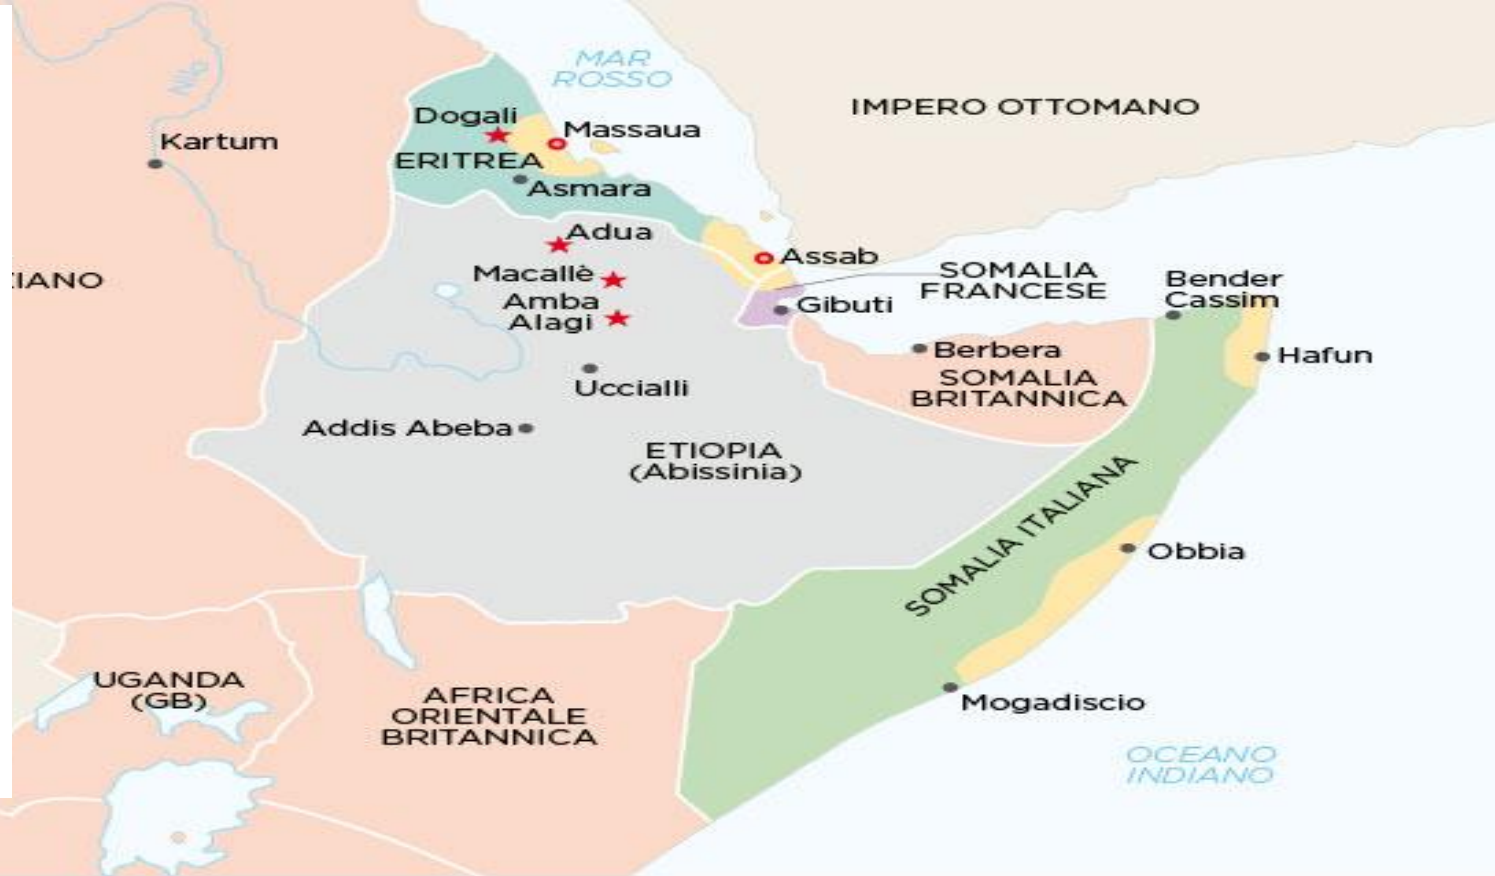 MAR
ROSSO
IMPERO OTTOMANO
Nilo
Dogali
Massaua
Kartum
ERITREA
Asmara
Adua
Assab
SOMALIA
FRANCESE
Macallè
IANO
Bender
Cassim
Amba
Alagi
Gibuti
Berbera
Hafun
SOMALIA
BRITANNICA
Uccialli
Addis Abeba
ETIOPIA
(Abissinia)
SOMALIA ITALIANA
Obbia
UGANDA
(GB)
AFRICA
ORIENTALE
BRITANNICA
Mogadiscio
OCEANO
INDIANO